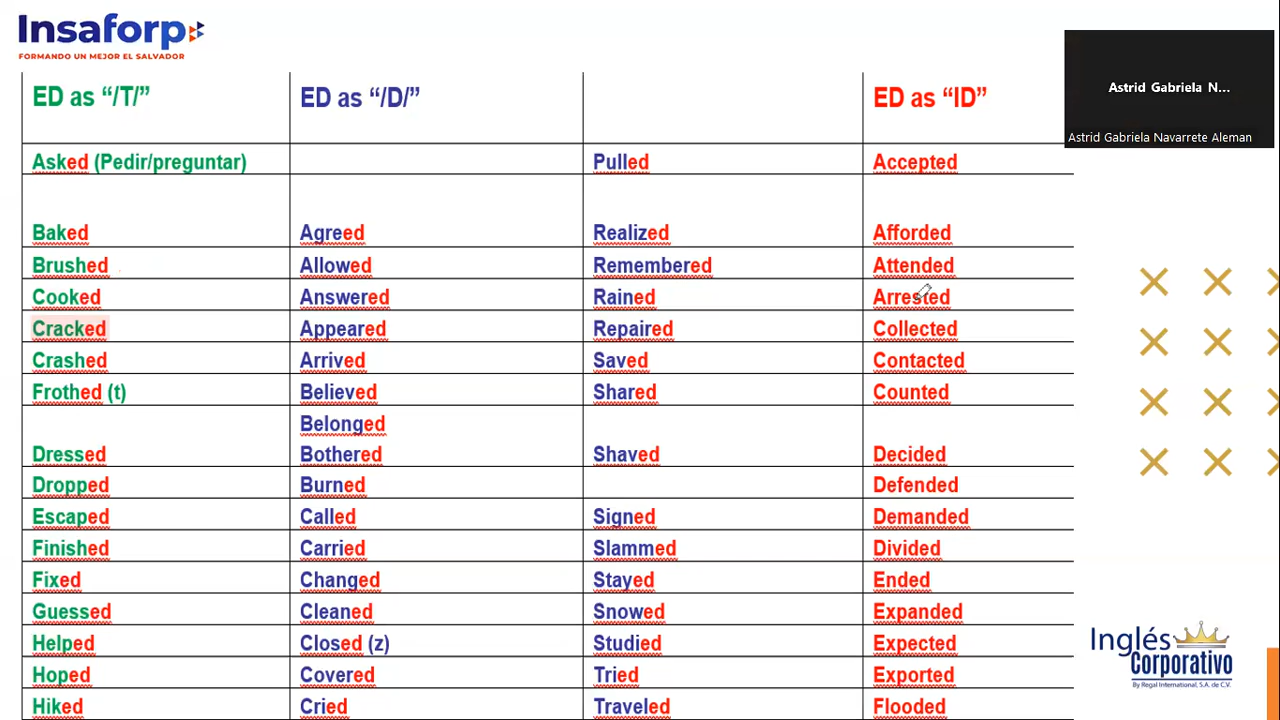 Insaforp
FORMANDO UN MEJOR EL SALVADOR
Astrid Gabriela N...
Astrid Gabriela Navarrete Aleman
ED as “/T/” ED as “/D/” ED as “ID”
Asked (Pedir/preguntar) Pulled Accepted
Baked Agreed Realized Afforded
Brushed Allowed Remembered Attended
Cooked Answered Rained Arrested
Cracked Appeared Repaired Collected
Crashed Arrived Saved Contacted
Frothed (t) Believed Shared Counted
Belonged
Dressed Bothered Shaved Decided
Dropped Burned Defended
Escaped Called Signed Demanded
Finished Carried Slammed Divided
Fixed Changed Stayed Ended
Guessed Cleaned Snowed Expanded
Helped Closed (z) Studied Expected
Hoped Covered Tried Exported
Hiked Cried Traveled Flooded
Inglés
Corporativo
By Regal International, S.A. de C.V.